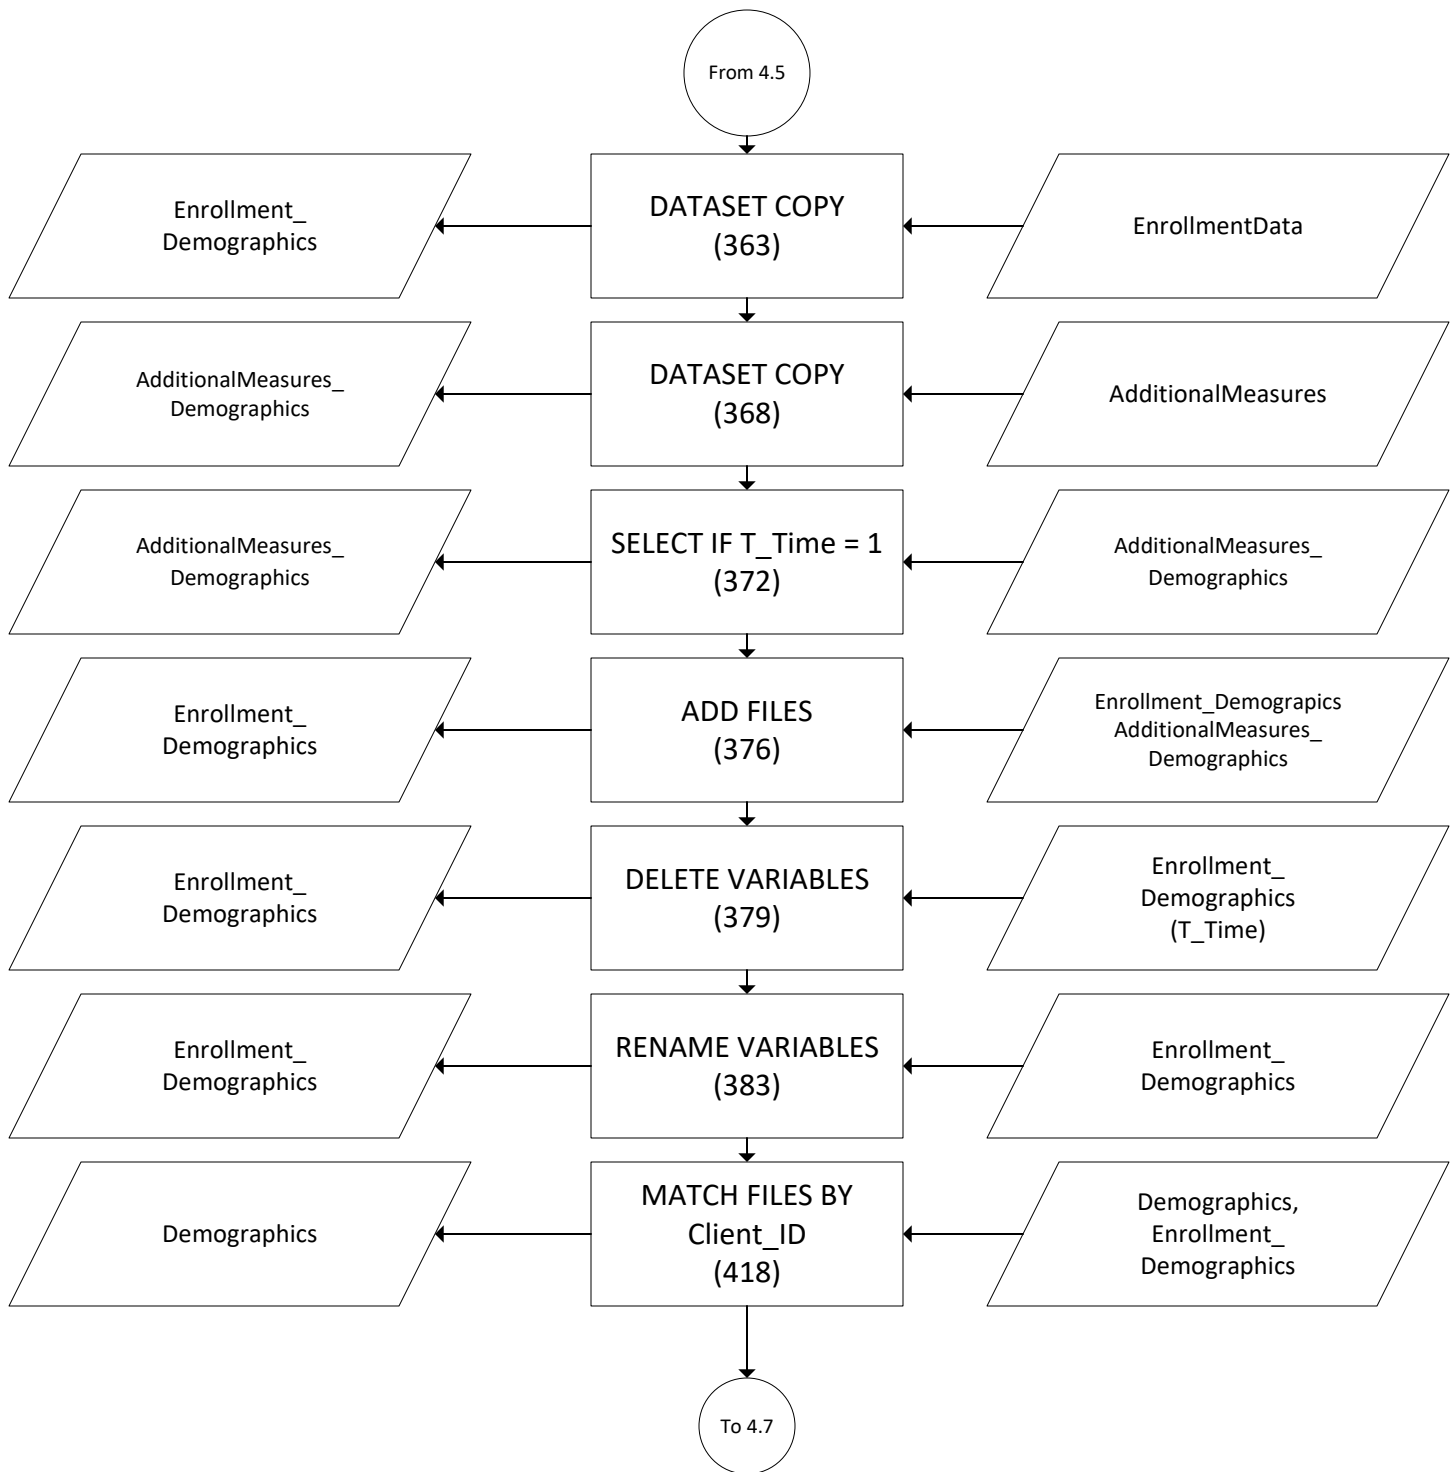 From 4.5
Enrollment_
Demographics
DATASET COPY
(363)
EnrollmentData
AdditionalMeasures_
Demographics
DATASET COPY
(368)
AdditionalMeasures
AdditionalMeasures_
Demographics
SELECT IF T_Time = 1
(372)
AdditionalMeasures_
Demographics
Enrollment_
Demographics
ADD FILES
(376)
Enrollment_Demograpics
AdditionalMeasures_
Demographics
Enrollment_
Demographics
DELETE VARIABLES
(379)
Enrollment_
Demographics
(T_Time)
Enrollment_
Demographics
RENAME VARIABLES
(383)
Enrollment_
Demographics
Demographics
MATCH FILES BY
Client_ID
(418)
Demographics,
Enrollment_
Demographics
To 4.7